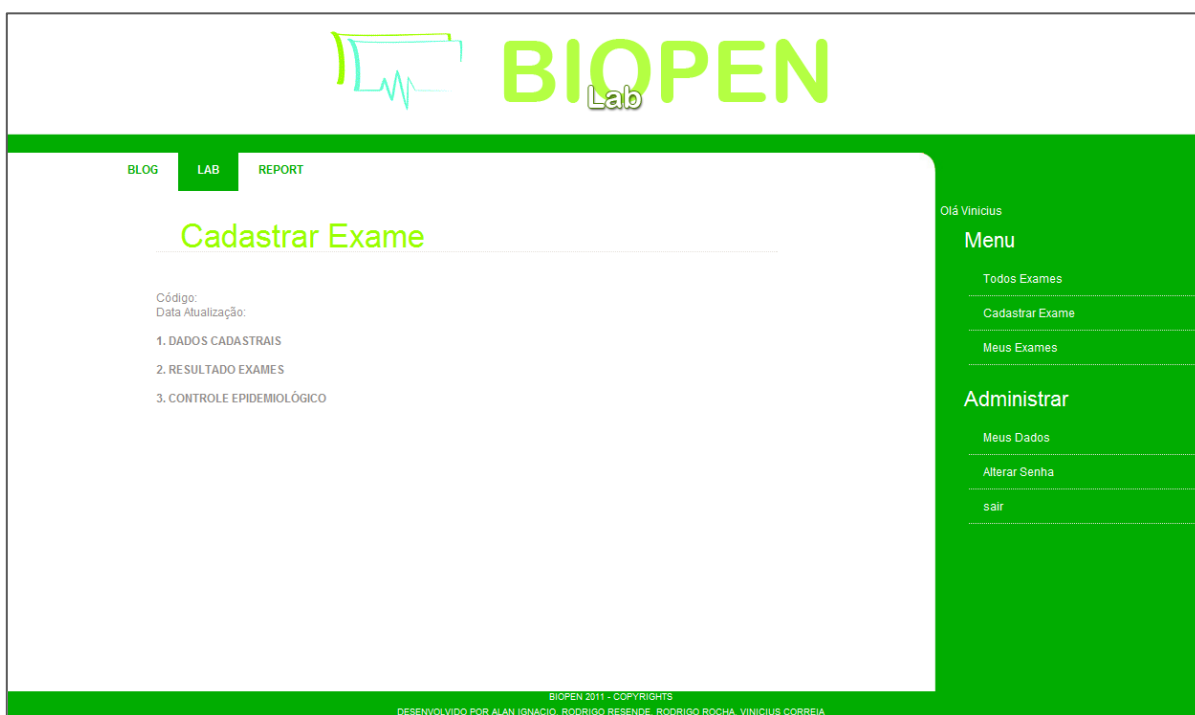 BIOPEN
Lab
BLOG LAB REPORT
Cadastrar Exame
Código:
Data Atualização:
1. DADOS CADASTRAIS
2. RESULTADO EXAMES
3. CONTROLE EPIDEMIOLÓGICO
Olá Vinicius
Menu
Todos Exames
Cadastrar Exame
Meus Exames
Administrar
Meus Dados
Alterar Senha
sair
BIOPEN 2011 - COPYRIGHTS
DESENVOLVIDO POR ALAN IGNACIO, RODRIGO RESENDE, RODRIGO ROCHA, VINICIUS CORREIA